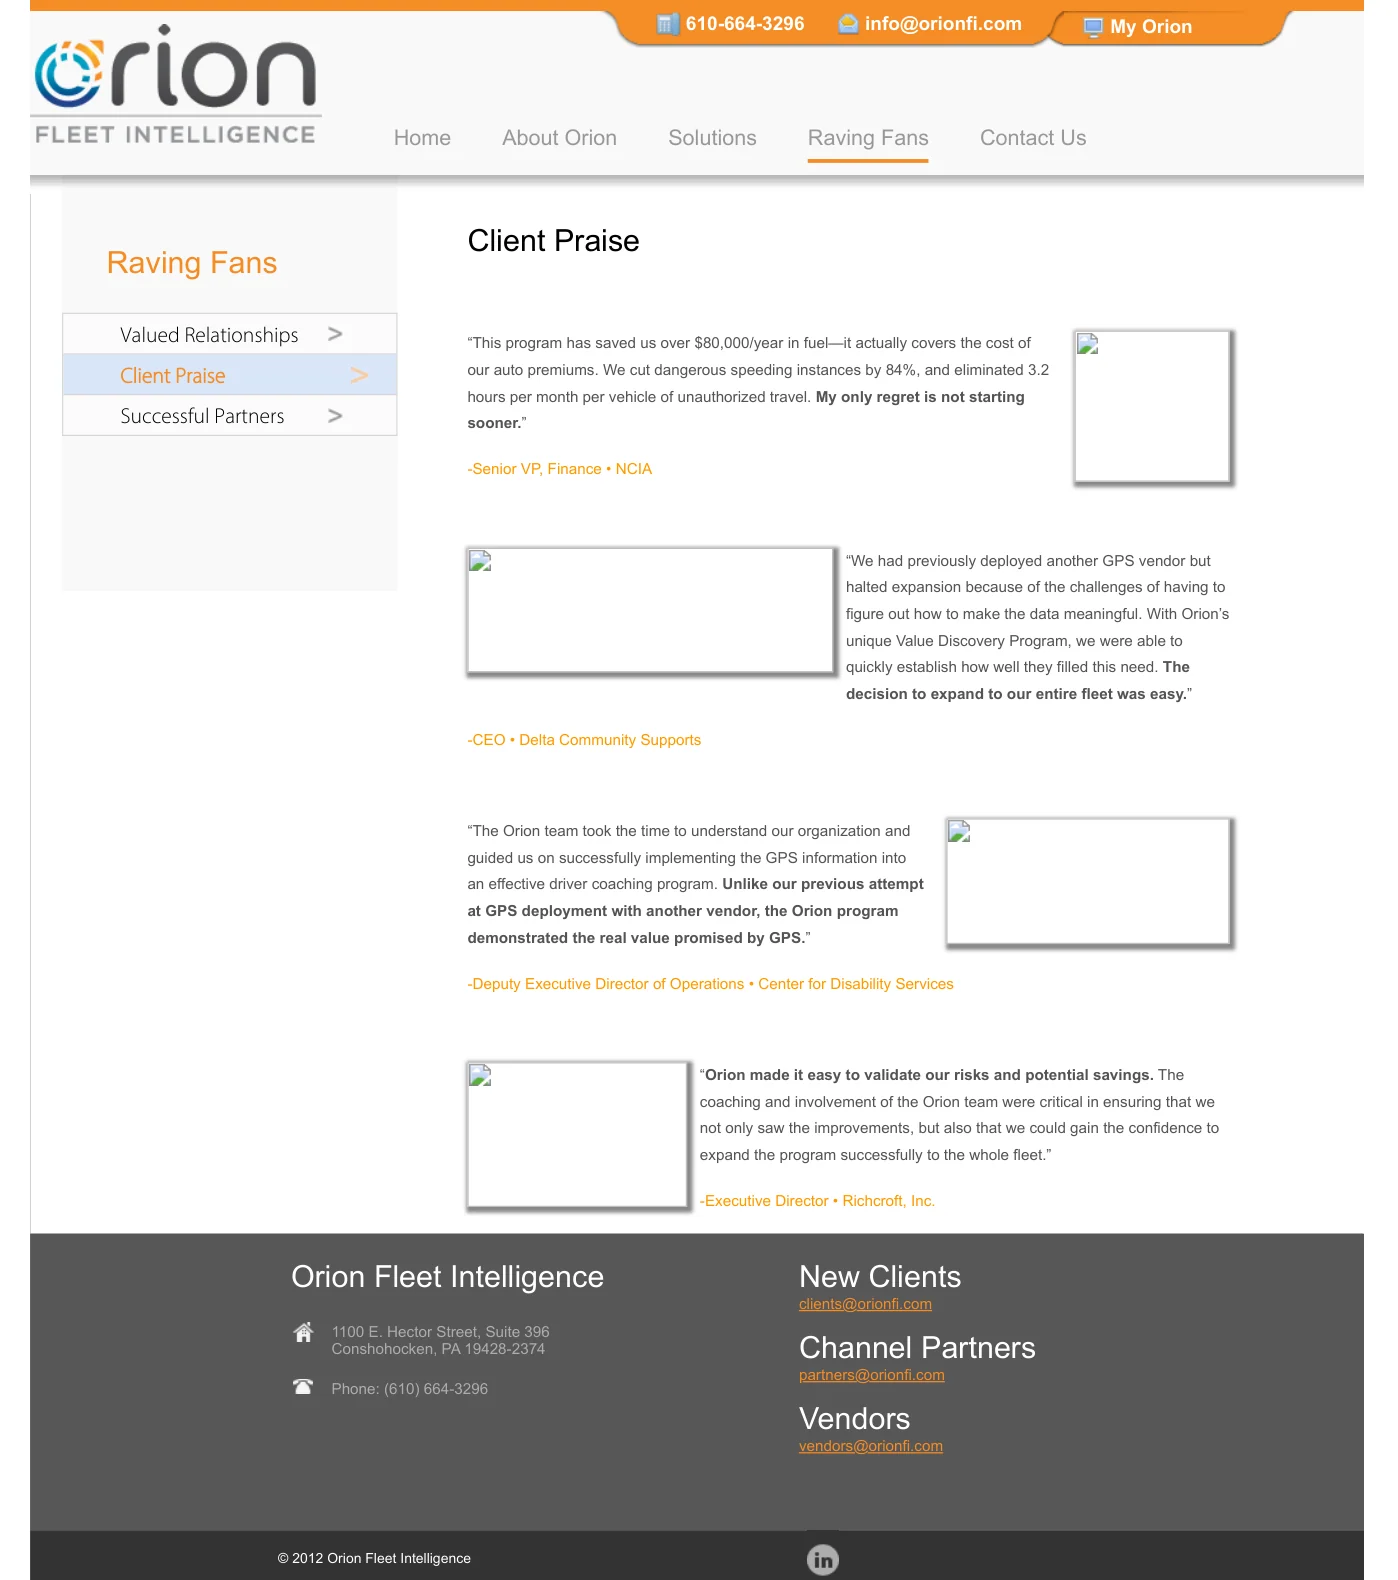 610-664-3296 info@orionfi.com My Orion
orion
FLEET INTELLIGENCE
Home About Orion Solutions Raving Fans Contact Us
Raving Fans
Valued Relationships >
Client Praise >
Successful Partners >
Client Praise
“This program has saved us over $80,000/year in fuel—it actually covers the cost of
our auto premiums. We cut dangerous speeding instances by 84%, and eliminated 3.2
hours per month per vehicle of unauthorized travel. My only regret is not starting
sooner.”
-Senior VP, Finance • NCIA
“We had previously deployed another GPS vendor but
halted expansion because of the challenges of having to
figure out how to make the data meaningful. With Orion’s
unique Value Discovery Program, we were able to
quickly establish how well they filled this need. The
decision to expand to our entire fleet was easy.”
-CEO • Delta Community Supports
“The Orion team took the time to understand our organization and
guided us on successfully implementing the GPS information into
an effective driver coaching program. Unlike our previous attempt
at GPS deployment with another vendor, the Orion program
demonstrated the real value promised by GPS.”
-Deputy Executive Director of Operations • Center for Disability Services
“Orion made it easy to validate our risks and potential savings. The
coaching and involvement of the Orion team were critical in ensuring that we
not only saw the improvements, but also that we could gain the confidence to
expand the program successfully to the whole fleet.”
-Executive Director • Richcroft, Inc.
Orion Fleet Intelligence
1100 E. Hector Street, Suite 396
Conshohocken, PA 19428-2374
Phone: (610) 664-3296
New Clients
clients@orionfi.com
Channel Partners
partners@orionfi.com
Vendors
vendors@orionfi.com
© 2012 Orion Fleet Intelligence
in